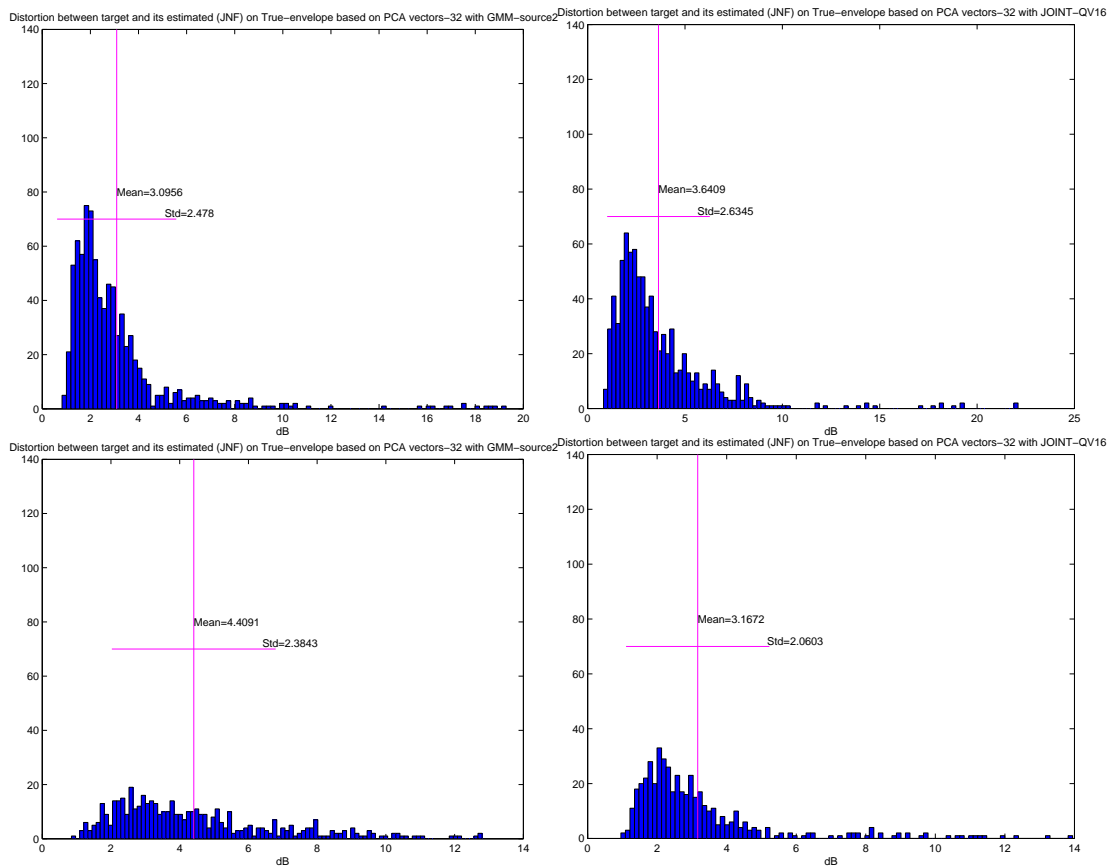 Distortion between target and its estimated (JNF) on True−envelope based on PCA vectors−32 with GMM−source2
140
120
100
80
60
40
20
0
Mean=3.0956
Std=2.478
0 2 4 6 8 10 12 14 16 18 20
dB
Distortion between target and its estimated (JNF) on True−envelope based on PCA vectors−32 with JOINT−QV16
140
120
100
80
60
40
20
0
Mean=3.6409
Std=2.6345
0 5 10 15 20 25
dB
Distortion between target and its estimated (JNF) on True−envelope based on PCA vectors−32 with GMM−source2
140
120
100
80
60
40
20
0
Mean=4.4091
Std=2.3843
0 2 4 6 8 10 12 14
dB
Distortion between target and its estimated (JNF) on True−envelope based on PCA vectors−32 with JOINT−QV16
140
120
100
80
60
40
20
0
Mean=3.1672
Std=2.0603
0 2 4 6 8 10 12 14
dB